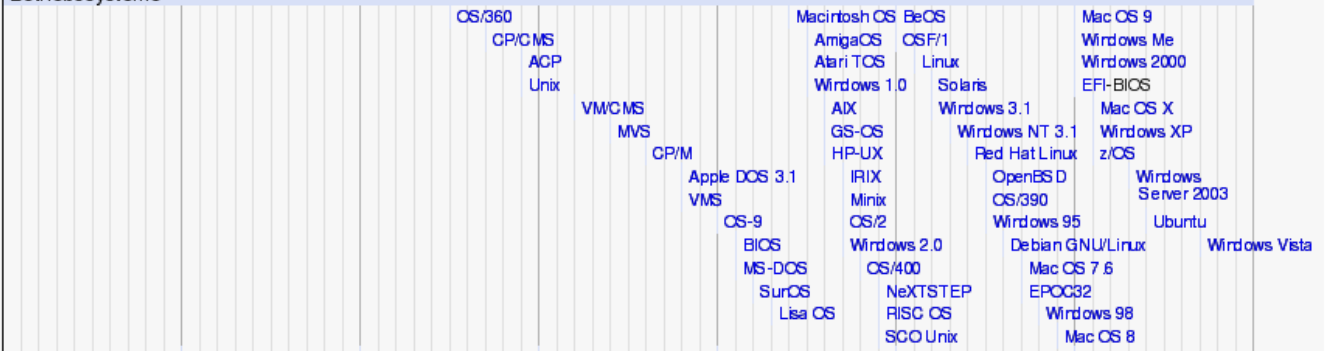 OS/360
CP/CMS
ACP
Unix
VM/CMS
MVS
CP/M
Apple DOS 3.1
VMS
OS-9
BIOS
MS-DOS
SunOS
Lisa OS
Macintosh OS
AmigaOS
Atari TOS
Windows 1.0
AIX
GS-OS
HP-UX
IRIX
Minix
OS/2
Windows 2.0
OS/400
NeXTSTEP
RISC OS
SCO Unix
BeOS
OSF/1
Linux
Solaris
Windows 3.1
Windows NT 3.1
Red Hat Linux
OpenBSD
OS/390
Windows 95
Debian GNU/Linux
Mac OS 7.6
EPOC32
Windows 98
Mac OS 8
Mac OS 9
Windows Me
Windows 2000
EFI-BIOS
Mac OS X
Windows XP
z/OS
Windows
Server 2003
Ubuntu
Windows Vista